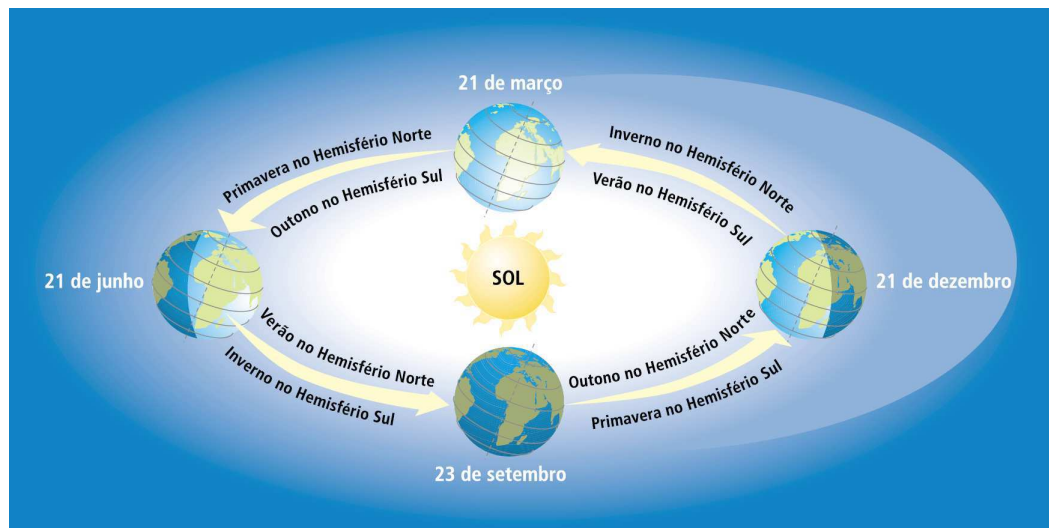 21 de março
Primavera no Hemisfério Norte
Outono no Hemisfério Sul
Inverno no Hemisfério Norte
Verão no Hemisfério Sul
21 de junho
SOL
21 de dezembro
Verão no Hemisfério Norte
Inverno no Hemisfério Sul
Outono no Hemisfério Norte
Primavera no Hemisfério Sul
23 de setembro